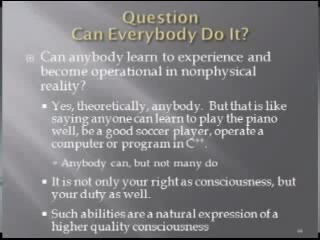 Question
Can Everybody Do It?
Can anybody learn to experience and
become operational in nonphysical
reality?
Yes, theoretically, anybody. But that is like
saying anyone can learn to play the piano
well, be a good soccer player, operate a
computer or program in C++.
Anybody can, but not many do
It is not only your right as consciousness, but
your duty as well.
Such abilities are a natural expression of a
higher quality consciousness